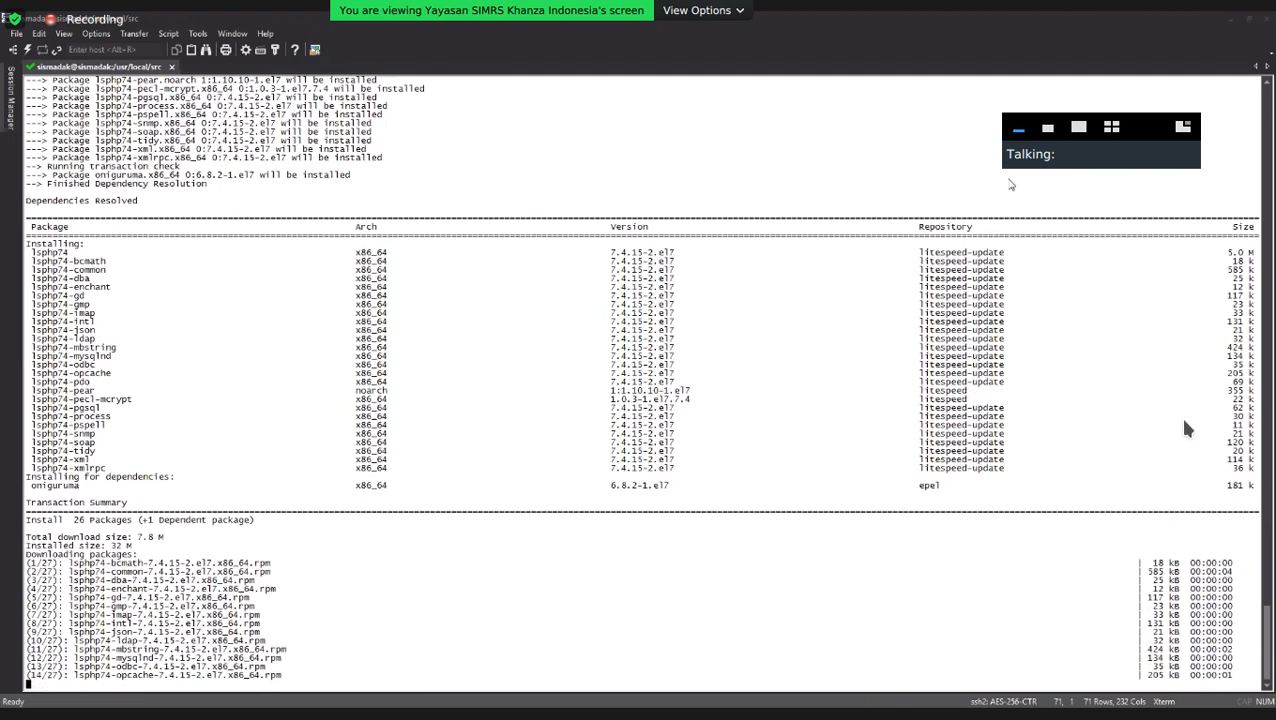 You are viewing Yayasan SIMRS Khanza Indonesia's screen View Options
Recording
File Edit View Options Transfer Script Tools Window Help
Enter host <Alt+R>
sismadak@sismadak:/usr/local/src
Session Manager
Talking:
---> Package lsphp74-pear.noarch 1:1.10.10-1.el7 will be installed
---> Package lsphp74-pecl-mcrypt.x86_64 0:1.0.3-1.el7.7.4 will be installed
---> Package lsphp74-pgsql.x86_64 0:7.4.15-2.el7 will be installed
---> Package lsphp74-process.x86_64 0:7.4.15-2.el7 will be installed
---> Package lsphp74-pspell.x86_64 0:7.4.15-2.el7 will be installed
---> Package lsphp74-snmp.x86_64 0:7.4.15-2.el7 will be installed
---> Package lsphp74-soap.x86_64 0:7.4.15-2.el7 will be installed
---> Package lsphp74-tidy.x86_64 0:7.4.15-2.el7 will be installed
---> Package lsphp74-xml.x86_64 0:7.4.15-2.el7 will be installed
---> Package lsphp74-xmlrpc.x86_64 0:7.4.15-2.el7 will be installed
--> Running transaction check
---> Package oniguruma.x86_64 0:6.8.2-1.el7 will be installed
--> Finished Dependency Resolution
Dependencies Resolved
Package Arch Version Repository Size
Installing:
lsphp74 x86_64 7.4.15-2.el7 litespeed-update 5.0 M
lsphp74-bcmath x86_64 7.4.15-2.el7 litespeed-update 18 k
lsphp74-common x86_64 7.4.15-2.el7 litespeed-update 585 k
lsphp74-dba x86_64 7.4.15-2.el7 litespeed-update 25 k
lsphp74-enchant x86_64 7.4.15-2.el7 litespeed-update 12 k
lsphp74-gd x86_64 7.4.15-2.el7 litespeed-update 117 k
lsphp74-gmp x86_64 7.4.15-2.el7 litespeed-update 23 k
lsphp74-imap x86_64 7.4.15-2.el7 litespeed-update 33 k
lsphp74-intl x86_64 7.4.15-2.el7 litespeed-update 131 k
lsphp74-json x86_64 7.4.15-2.el7 litespeed-update 21 k
lsphp74-ldap x86_64 7.4.15-2.el7 litespeed-update 32 k
lsphp74-mbstring x86_64 7.4.15-2.el7 litespeed-update 424 k
lsphp74-mysqlnd x86_64 7.4.15-2.el7 litespeed-update 134 k
lsphp74-odbc x86_64 7.4.15-2.el7 litespeed-update 35 k
lsphp74-opcache x86_64 7.4.15-2.el7 litespeed-update 205 k
lsphp74-pdo x86_64 7.4.15-2.el7 litespeed-update 69 k
lsphp74-pear noarch 1:1.10.10-1.el7 litespeed 355 k
lsphp74-pecl-mcrypt x86_64 1.0.3-1.el7.7.4 litespeed 22 k
lsphp74-pgsql x86_64 7.4.15-2.el7 litespeed-update 62 k
lsphp74-process x86_64 7.4.15-2.el7 litespeed-update 30 k
lsphp74-pspell x86_64 7.4.15-2.el7 litespeed-update 11 k
lsphp74-snmp x86_64 7.4.15-2.el7 litespeed-update 21 k
lsphp74-soap x86_64 7.4.15-2.el7 litespeed-update 120 k
lsphp74-tidy x86_64 7.4.15-2.el7 litespeed-update 20 k
lsphp74-xml x86_64 7.4.15-2.el7 litespeed-update 114 k
lsphp74-xmlrpc x86_64 7.4.15-2.el7 litespeed-update 36 k
Installing for dependencies:
oniguruma x86_64 6.8.2-1.el7 epel 181 k
Transaction Summary
Install 26 Packages (+1 Dependent package)
Total download size: 7.8 M
Installed size: 32 M
Downloading packages:
(1/27): lsphp74-bcmath-7.4.15-2.el7.x86_64.rpm | 18 kB 00:00:00
(2/27): lsphp74-common-7.4.15-2.el7.x86_64.rpm | 585 kB 00:00:04
(3/27): lsphp74-dba-7.4.15-2.el7.x86_64.rpm | 25 kB 00:00:00
(4/27): lsphp74-enchant-7.4.15-2.el7.x86_64.rpm | 12 kB 00:00:00
(5/27): lsphp74-gd-7.4.15-2.el7.x86_64.rpm | 117 kB 00:00:00
(6/27): lsphp74-gmp-7.4.15-2.el7.x86_64.rpm | 23 kB 00:00:00
(7/27): lsphp74-imap-7.4.15-2.el7.x86_64.rpm | 33 kB 00:00:00
(8/27): lsphp74-intl-7.4.15-2.el7.x86_64.rpm | 131 kB 00:00:00
(9/27): lsphp74-json-7.4.15-2.el7.x86_64.rpm | 21 kB 00:00:00
(10/27): lsphp74-ldap-7.4.15-2.el7.x86_64.rpm | 32 kB 00:00:00
(11/27): lsphp74-mbstring-7.4.15-2.el7.x86_64.rpm | 424 kB 00:00:02
(12/27): lsphp74-mysqlnd-7.4.15-2.el7.x86_64.rpm | 134 kB 00:00:00
(13/27): lsphp74-odbc-7.4.15-2.el7.x86_64.rpm | 35 kB 00:00:00
(14/27): lsphp74-opcache-7.4.15-2.el7.x86_64.rpm | 205 kB 00:00:01
Ready ssh2: AES-256-CTR 71, 1 71 Rows, 232 Cols Xterm CAP NUM